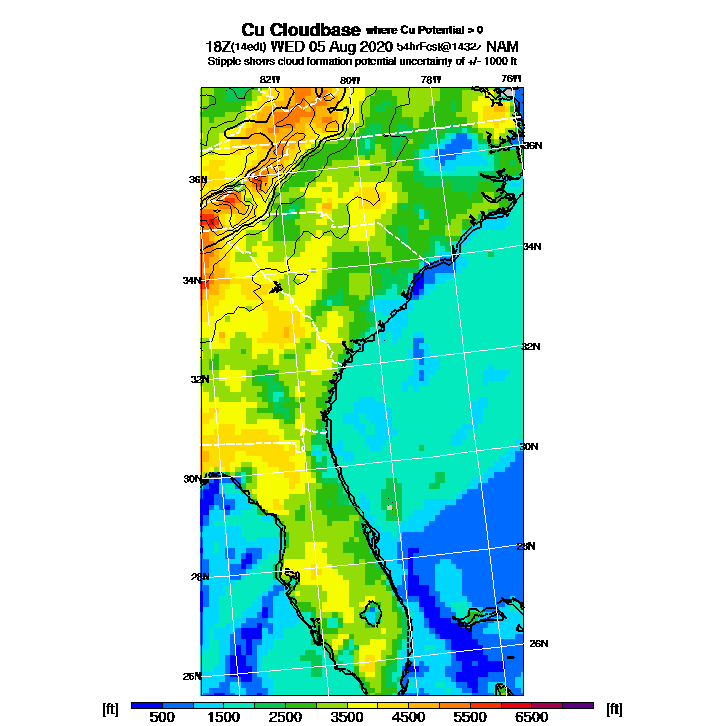 Cu Cloudbase where Cu Potential > 0
18Z(14edt) WED 05 Aug 2020 54hrFcst@1432z NAM
Stipple shows cloud formation potential uncertainty of +/- 1000 ft
82W 80W 78W 76W
36N 36N
34N 34N
32N 32N
30N 30N
28N 28N
26N 26N
[ft] 500 1500 2500 3500 4500 5500 6500 [ft]